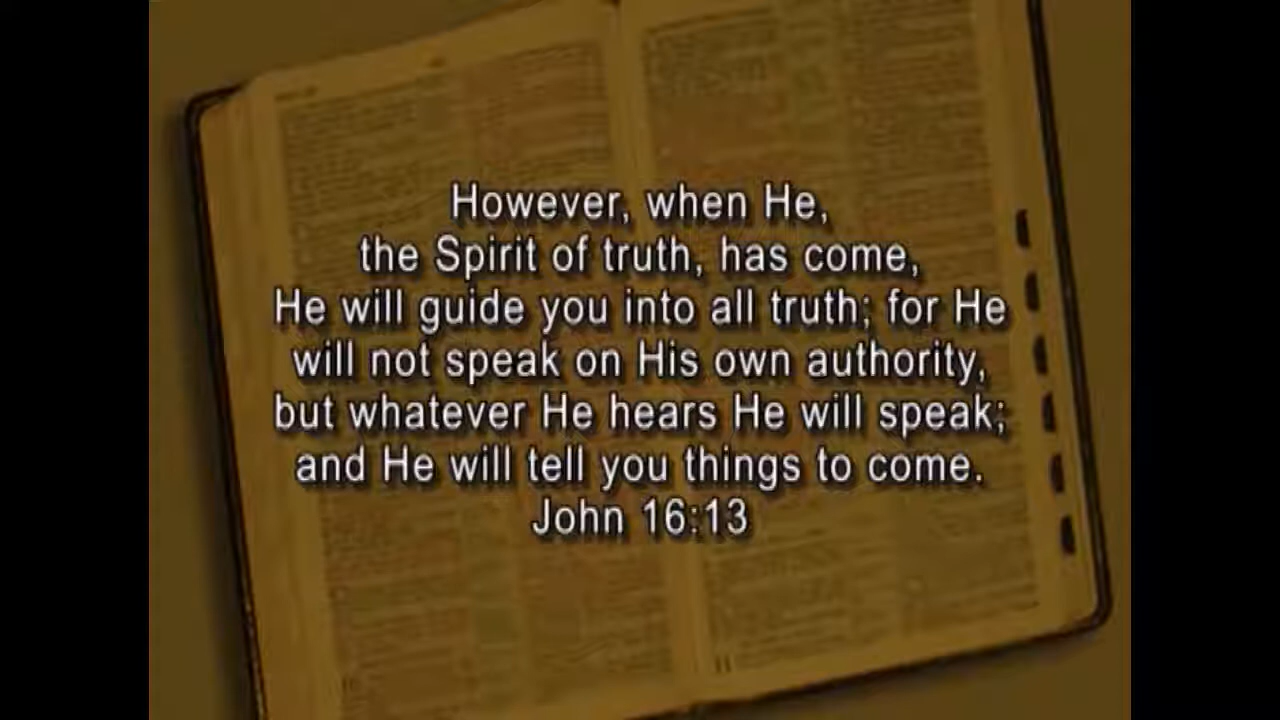 However, when He,
the Spirit of truth, has come,
He will guide you into all truth; for He
will not speak on His own authority,
but whatever He hears He will speak;
and He will tell you things to come.
John 16:13